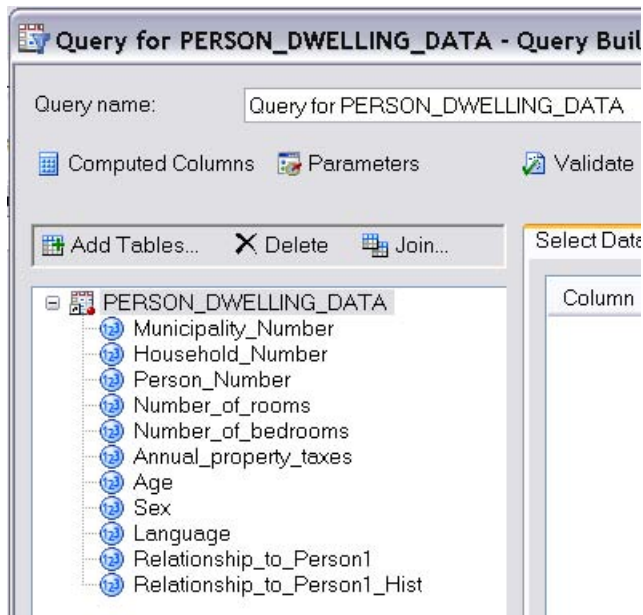 Query for PERSON_DWELLING_DATA - Query Buil
Query name: Query for PERSON_DWELLING_DATA
Computed Columns Parameters Validate
Add Tables... Delete Join... Select Data
Column
PERSON_DWELLING_DATA
Municipality_Number
Household_Number
Person_Number
Number_of_rooms
Number_of_bedrooms
Annual_property_taxes
Age
Sex
Language
Relationship_to_Person1
Relationship_to_Person1_Hist